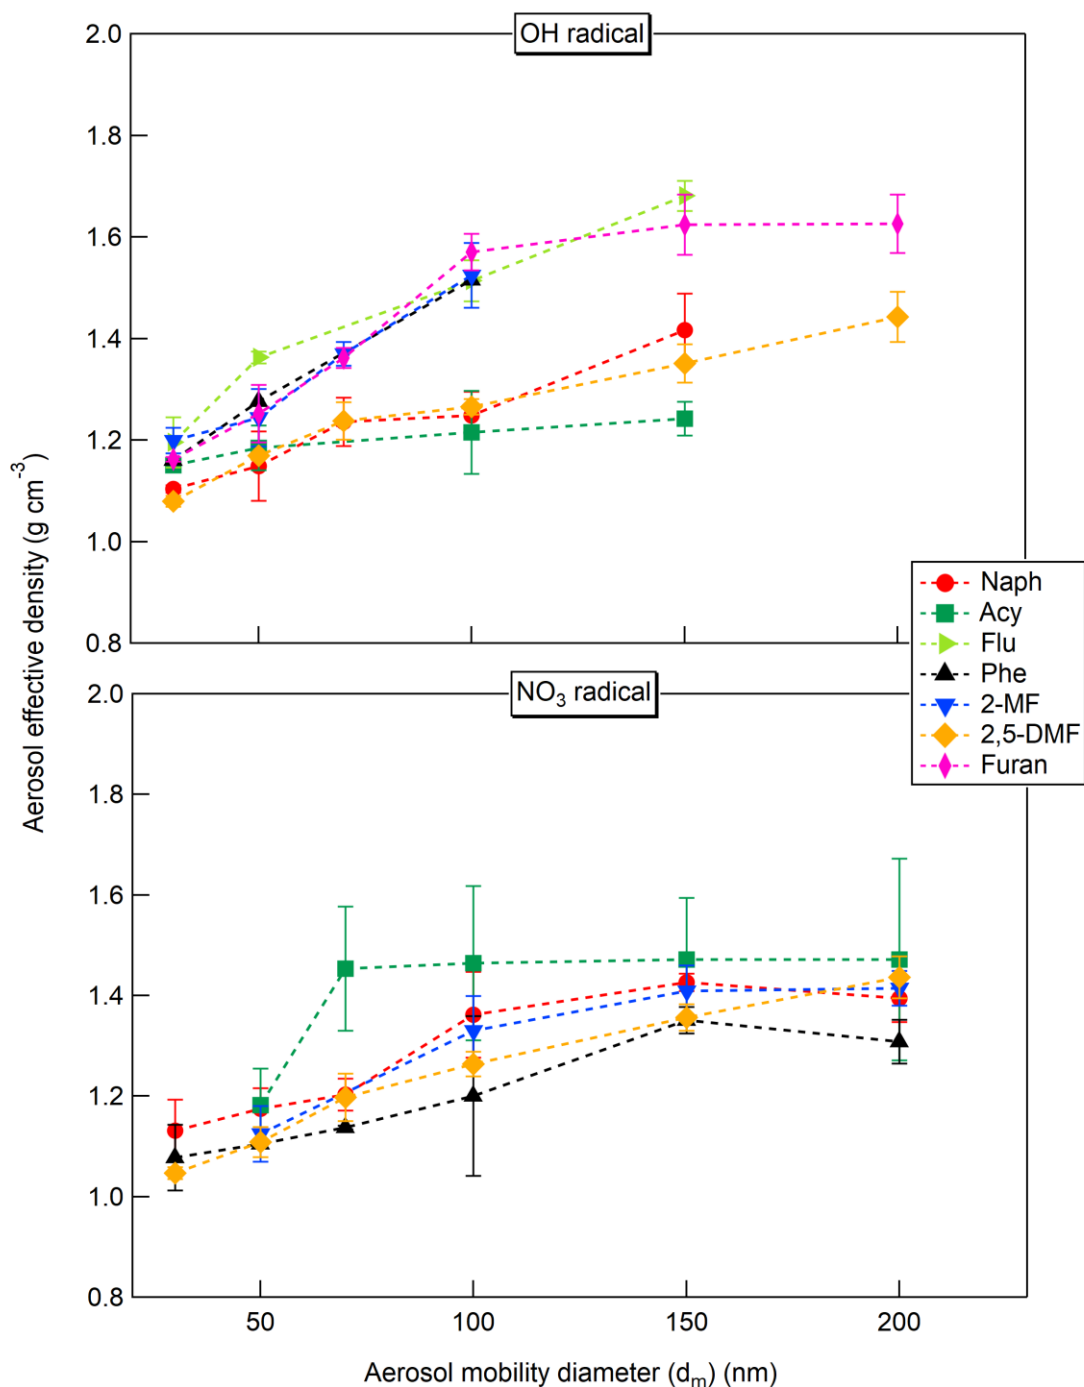 OH radical
2.0
1.8
1.6
1.4
1.2
1.0
0.8
Aerosol effective density (g cm⁻³)
Naph
Acy
Flu
Phe
2-MF
2,5-DMF
Furan
NO₃ radical
2.0
1.8
1.6
1.4
1.2
1.0
0.8
50 100 150 200
Aerosol mobility diameter (dₘ) (nm)